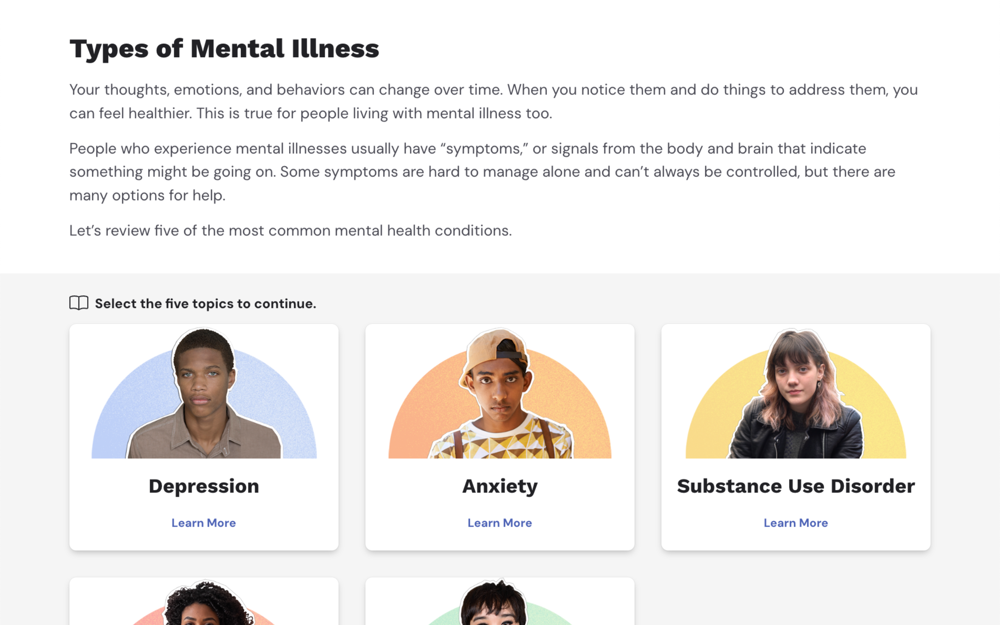 Types of Mental Illness
Your thoughts, emotions, and behaviors can change over time. When you notice them and do things to address them, you
can feel healthier. This is true for people living with mental illness too.
People who experience mental illnesses usually have “symptoms,” or signals from the body and brain that indicate
something might be going on. Some symptoms are hard to manage alone and can’t always be controlled, but there are
many options for help.
Let’s review five of the most common mental health conditions.
Select the five topics to continue.
Depression
Learn More
Anxiety
Learn More
Substance Use Disorder
Learn More